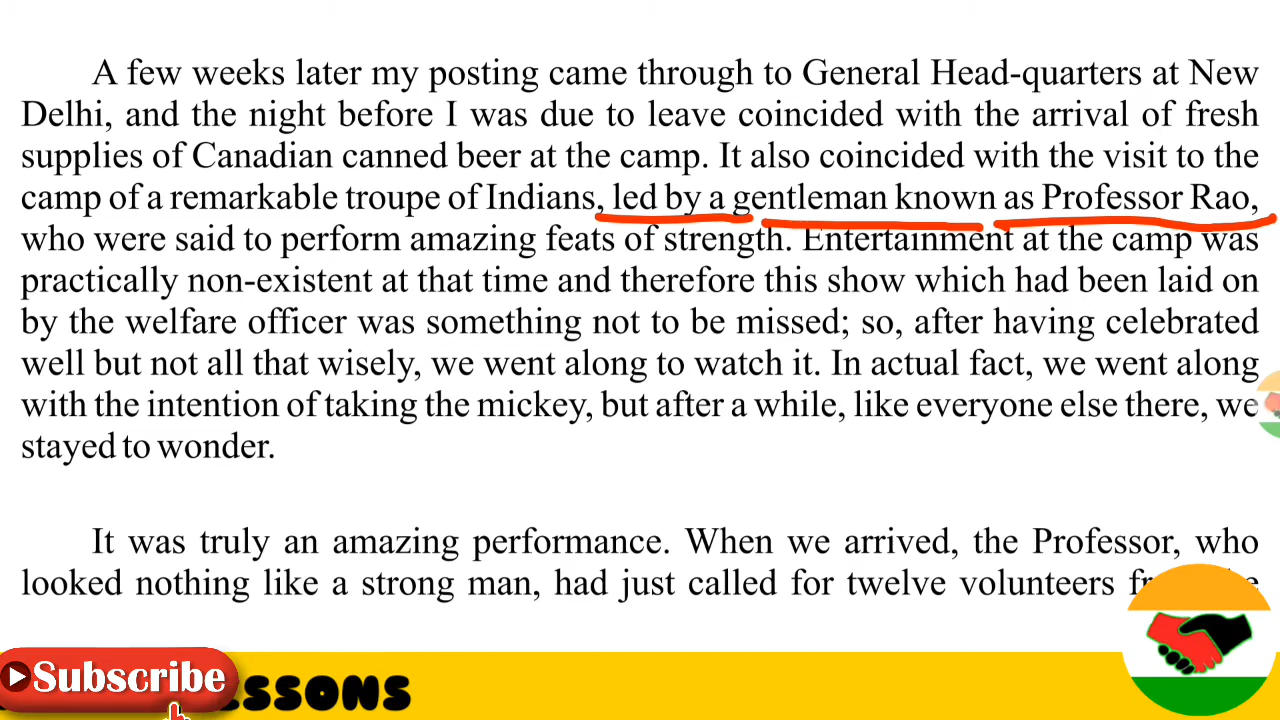 A few weeks later my posting came through to General Head-quarters at New
Delhi, and the night before I was due to leave coincided with the arrival of fresh
supplies of Canadian canned beer at the camp. It also coincided with the visit to the
camp of a remarkable troupe of Indians, led by a gentleman known as Professor Rao,
who were said to perform amazing feats of strength. Entertainment at the camp was
practically non-existent at that time and therefore this show which had been laid on
by the welfare officer was something not to be missed; so, after having celebrated
well but not all that wisely, we went along to watch it. In actual fact, we went along
with the intention of taking the mickey, but after a while, like everyone else there, we
stayed to wonder.
It was truly an amazing performance. When we arrived, the Professor, who
looked nothing like a strong man, had just called for twelve volunteers
Subscribe